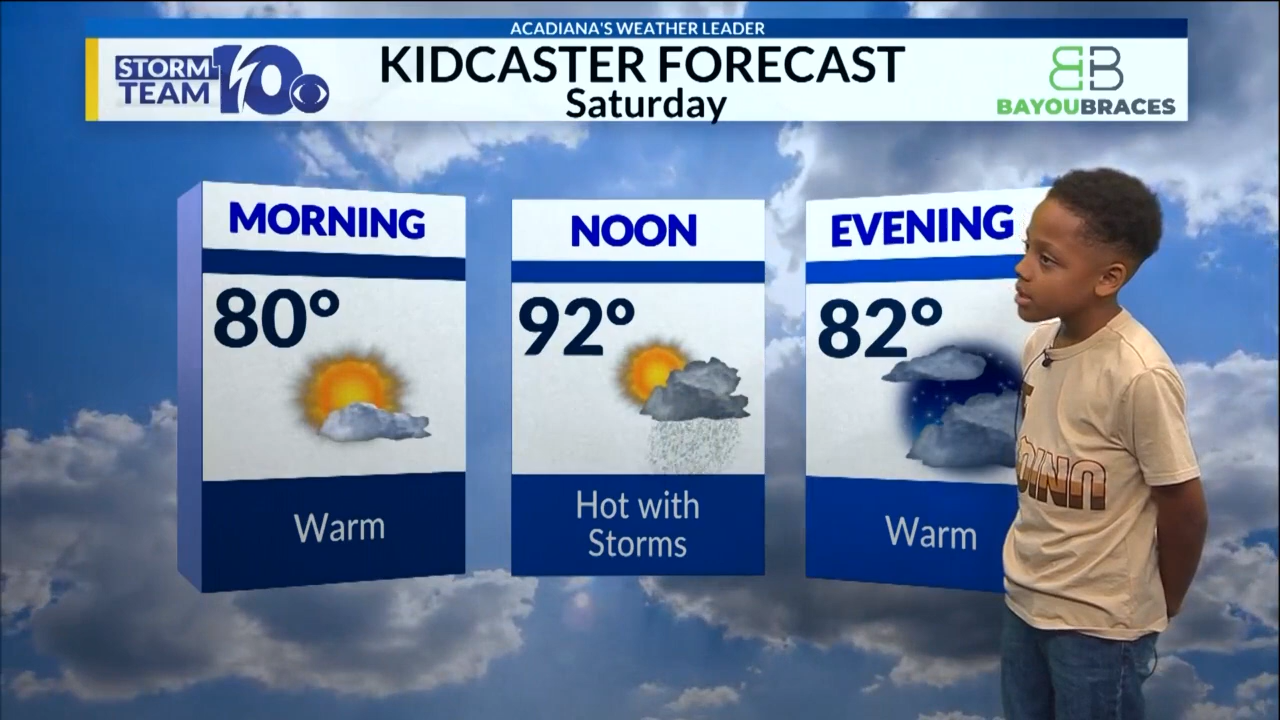 ACADIANA'S WEATHER LEADER
STORM
TEAM
10
KIDCASTER FORECAST
Saturday
BB
BAYOUBRACES
MORNING
80°
Warm
NOON
92°
Hot with
Storms
EVENING
82°
Warm